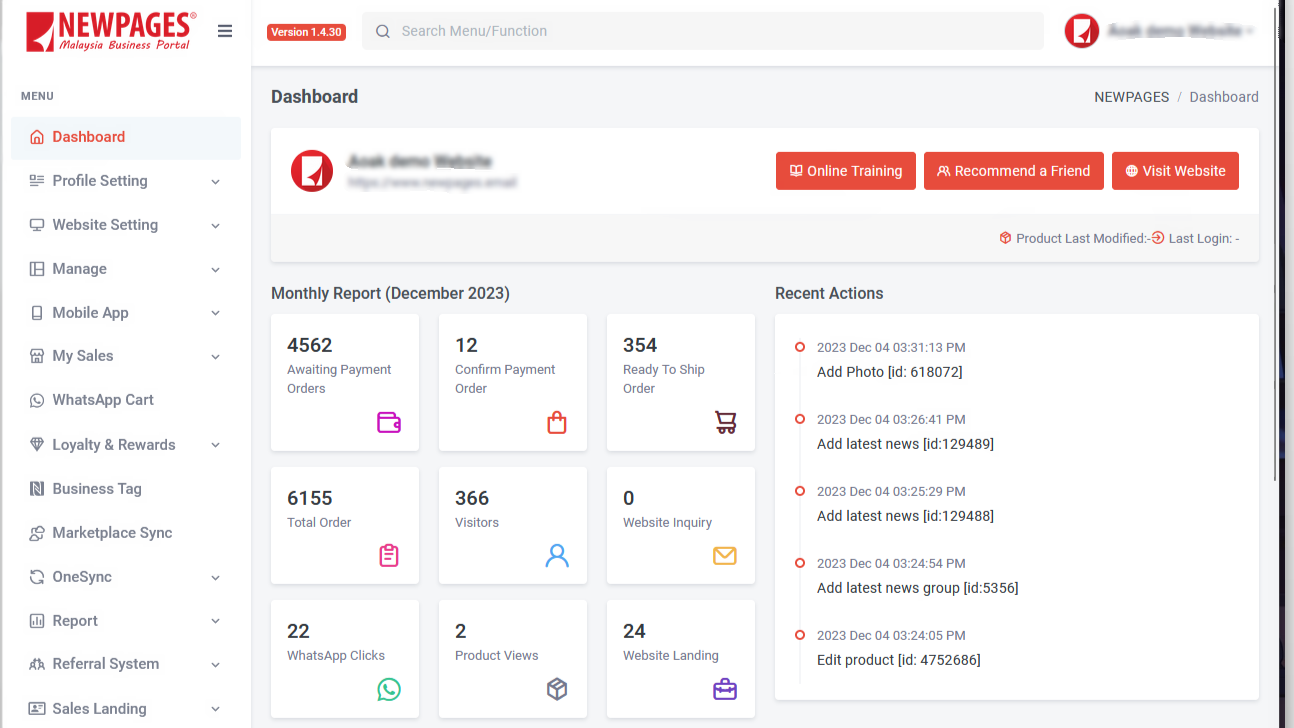 NEWPAGES®
Malaysia Business Portal
Version 1.4.30
Search Menu/Function
MENU
Dashboard
Profile Setting
Website Setting
Manage
Mobile App
My Sales
WhatsApp Cart
Loyalty & Rewards
Business Tag
Marketplace Sync
OneSync
Report
Referral System
Sales Landing
Dashboard
NEWPAGES / Dashboard
Online Training
Recommend a Friend
Visit Website
Product Last Modified:- Last Login: -
Monthly Report (December 2023)
4562
Awaiting Payment
Orders
12
Confirm Payment
Order
354
Ready To Ship
Order
6155
Total Order
366
Visitors
0
Website Inquiry
22
WhatsApp Clicks
2
Product Views
24
Website Landing
Recent Actions
2023 Dec 04 03:31:13 PM
Add Photo [id: 618072]
2023 Dec 04 03:26:41 PM
Add latest news [id:129489]
2023 Dec 04 03:25:29 PM
Add latest news [id:129488]
2023 Dec 04 03:24:54 PM
Add latest news group [id:5356]
2023 Dec 04 03:24:05 PM
Edit product [id: 4752686]